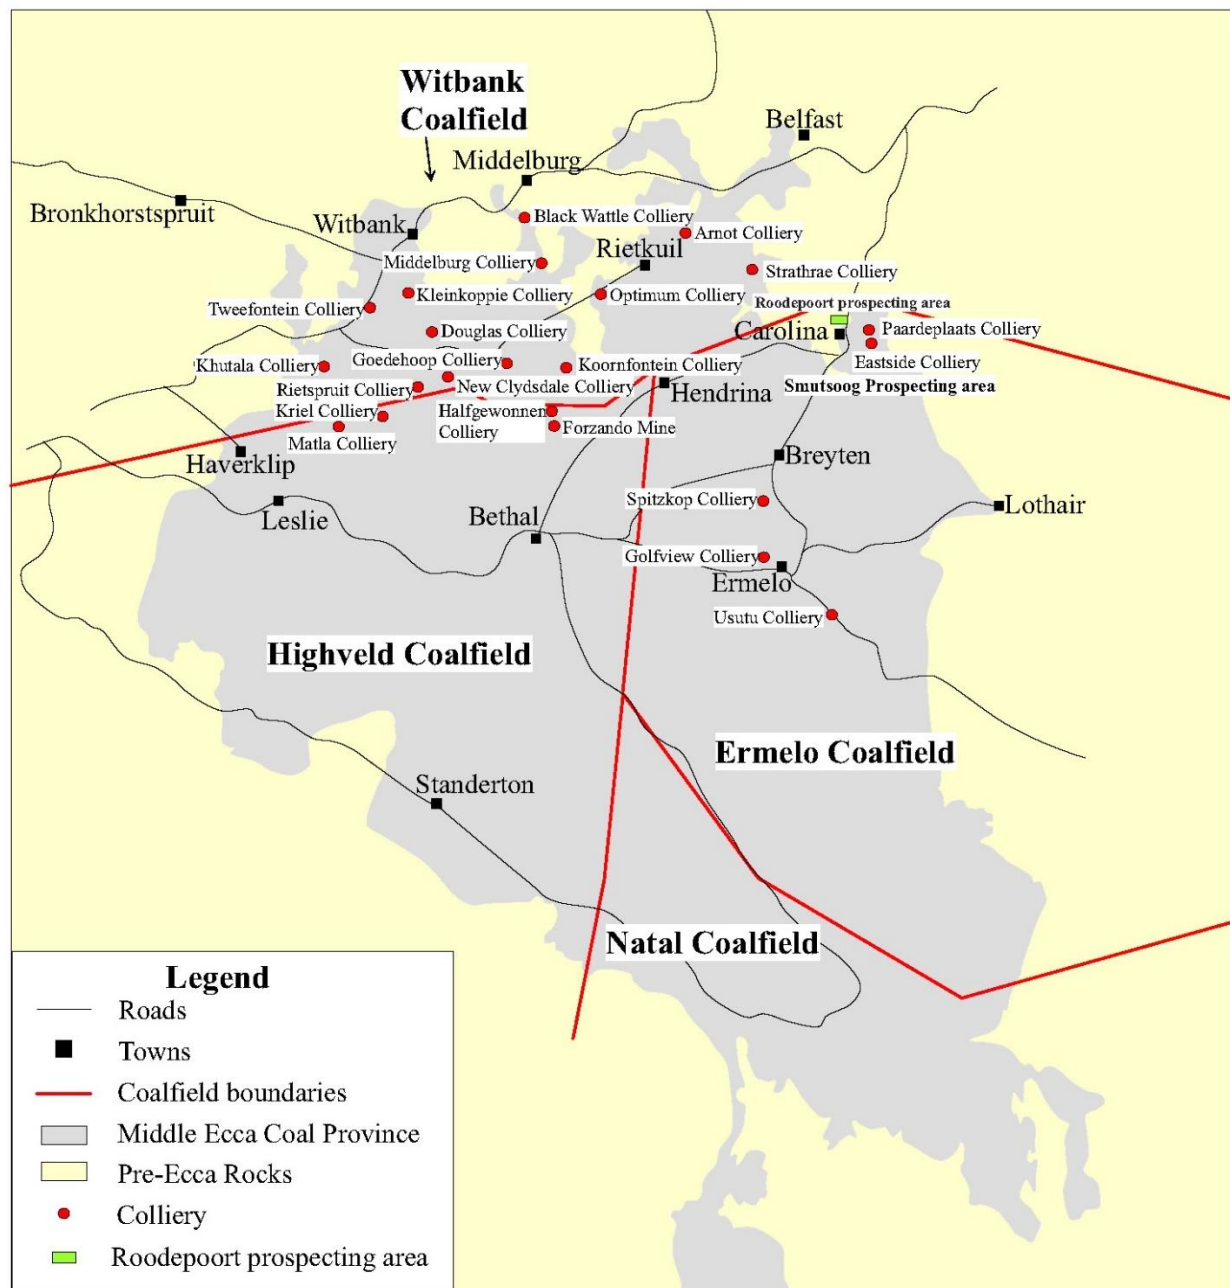 Witbank
Coalfield
Belfast
Middelburg
Bronkhorstspruit
Witbank
Black Wattle Colliery
Arnot Colliery
Rietkuil
Middelburg Colliery
Strathrae Colliery
Kleinkoppie Colliery
Optimum Colliery
Tweefontein Colliery
Roodepoort prospecting area
Douglas Colliery
Carolina
Paardeplaats Colliery
Eastside Colliery
Khutala Colliery
Goedehoop Colliery
Koornfontein Colliery
Rietspruit Colliery
New Clydsdale Colliery
Hendrina
Smutsoog Prospecting area
Kriel Colliery
Halfgewonnen
Colliery
Forzando Mine
Matla Colliery
Haverklip
Breyten
Leslie
Spitzkop Colliery
Lothair
Bethal
Golfview Colliery
Ermelo
Usutu Colliery
Highveld Coalfield
Ermelo Coalfield
Standerton
Natal Coalfield
Legend
Roads
Towns
Coalfield boundaries
Middle Ecca Coal Province
Pre-Ecca Rocks
Colliery
Roodepoort prospecting area